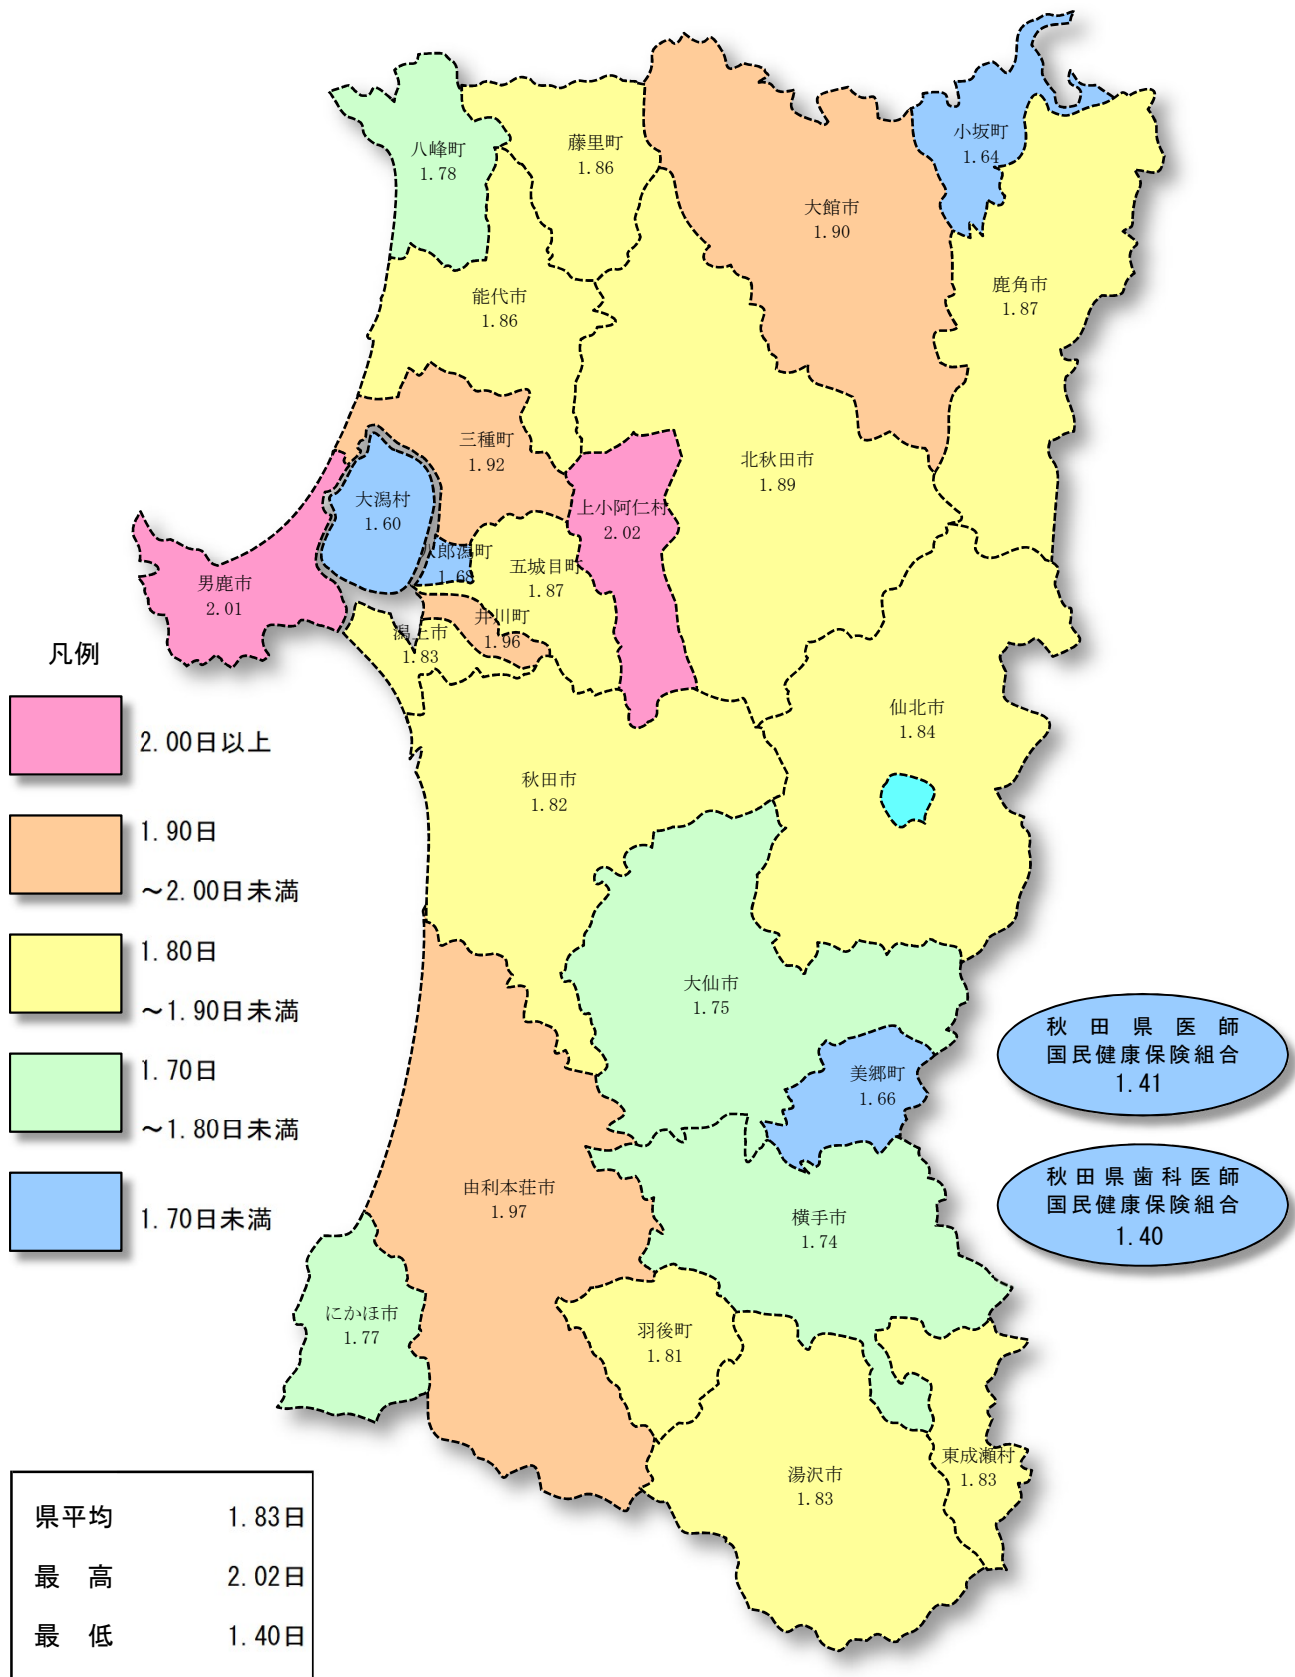 八峰町
1.78
藤里町
1.86
小坂町
1.64
大館市
1.90
鹿角市
1.87
能代市
1.86
三種町
1.92
北秋田市
1.89
大潟村
1.60
上小阿仁村
2.02
八郎潟町
1.68
五城目町
1.87
男鹿市
2.01
井川町
1.96
潟上市
1.83
仙北市
1.84
秋田市
1.82
凡例
2.00日以上
1.90日
～2.00日未満
1.80日
～1.90日未満
1.70日
～1.80日未満
1.70日未満
大仙市
1.75
美郷町
1.66
秋田県医師
国民健康保険組合
1.41
秋田県歯科医師
国民健康保険組合
1.40
由利本荘市
1.97
横手市
1.74
にかほ市
1.77
羽後町
1.81
湯沢市
1.83
東成瀬村
1.83
県平均 1.83日
最高 2.02日
最低 1.40日